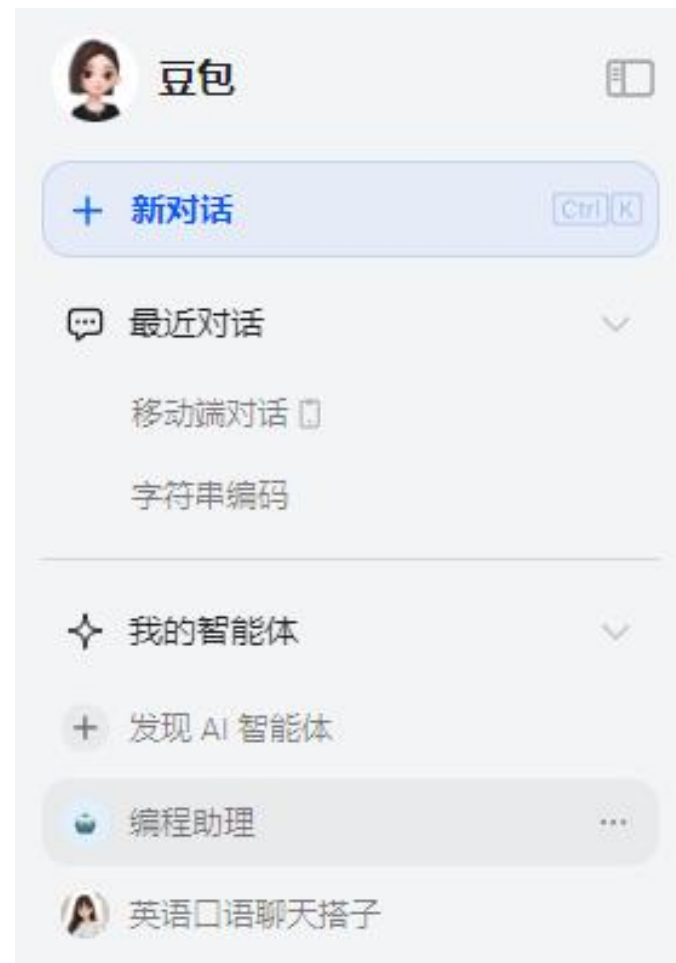 豆包
新对话 Ctrl K
最近对话
移动端对话
字符串编码
我的智能体
发现 AI 智能体
编程助理
英语口语聊天搭子